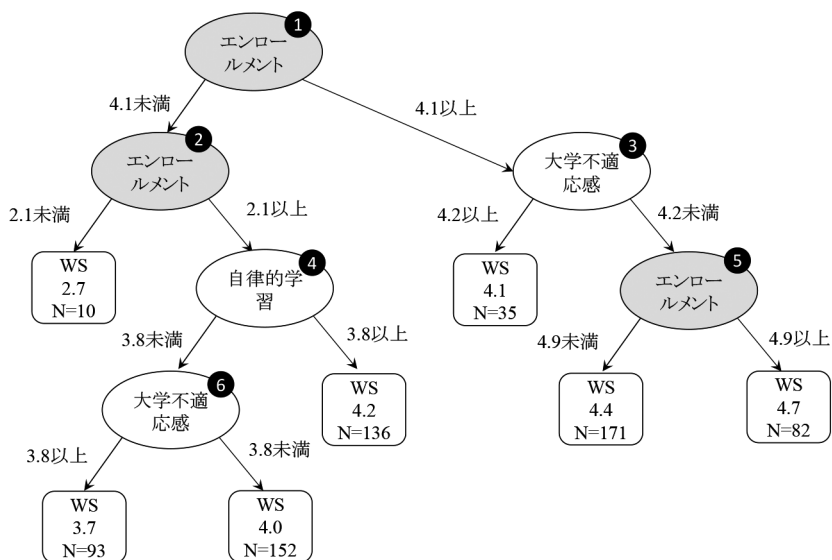 1
エンロー
ルメント
4.1未満
4.1以上
2
エンロー
ルメント
3
大学不適
応感
2.1未満
2.1以上
4.2以上
4.2未満
WS
2.7
N=10
4
自律的学
習
WS
4.1
N=35
5
エンロー
ルメント
3.8未満
3.8以上
4.9未満
4.9以上
6
大学不適
応感
WS
4.2
N=136
WS
4.4
N=171
WS
4.7
N=82
3.8以上
3.8未満
WS
3.7
N=93
WS
4.0
N=152